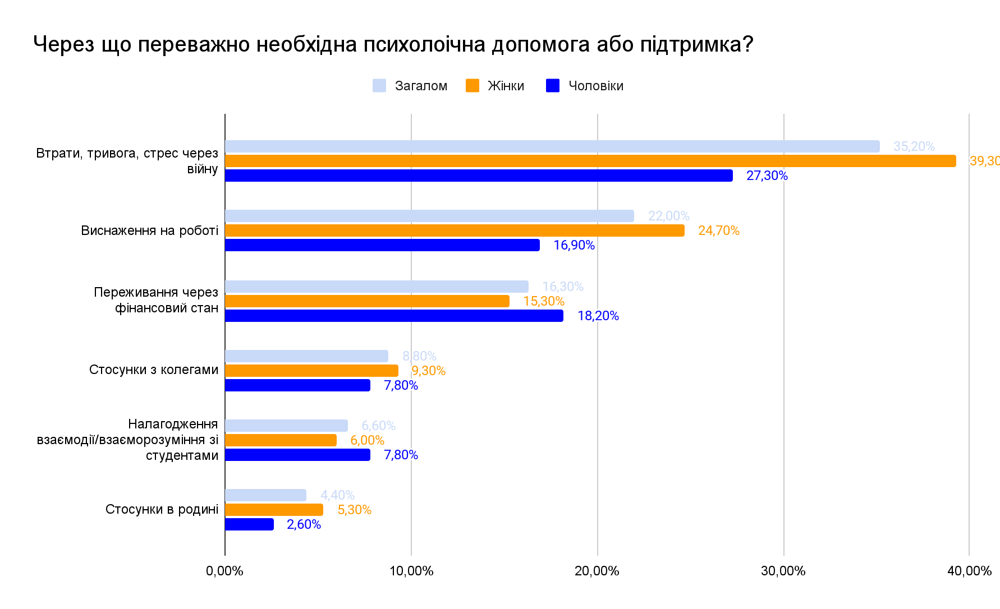 Через що переважно необхідна психолоічна допомога або підтримка?
Загалом Жінки Чоловіки
Втрати, тривога, стрес через
війну
35,20%
39,30
27,30%
Виснаження на роботі
22,00%
24,70%
16,90%
Переживання через
фінансовий стан
16,30%
15,30%
18,20%
Стосунки з колегами
8,80%
9,30%
7,80%
Налагодження
взаємодії/взаєморозуміння зі
студентами
6,60%
6,00%
7,80%
Стосунки в родині
4,40%
5,30%
2,60%
0,00% 10,00% 20,00% 30,00% 40,00%